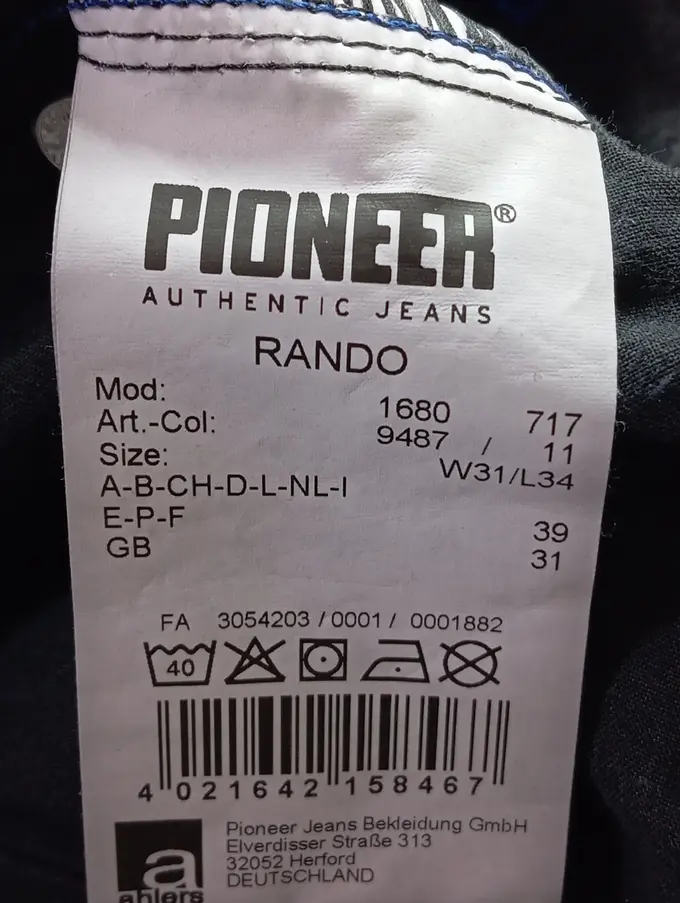 PIONEER®
AUTHENTIC JEANS
RANDO
Mod: 1680 717
Art.-Col: 9487 / 11
Size: W31/L34
A-B-CH-D-L-NL-I
E-P-F 39
GB 31
FA 3054203 / 0001 / 0001882
40
4 021642 158467
Pioneer Jeans Bekleidung GmbH
Elverdisser Straße 313
32052 Herford
DEUTSCHLAND
a
ahlers